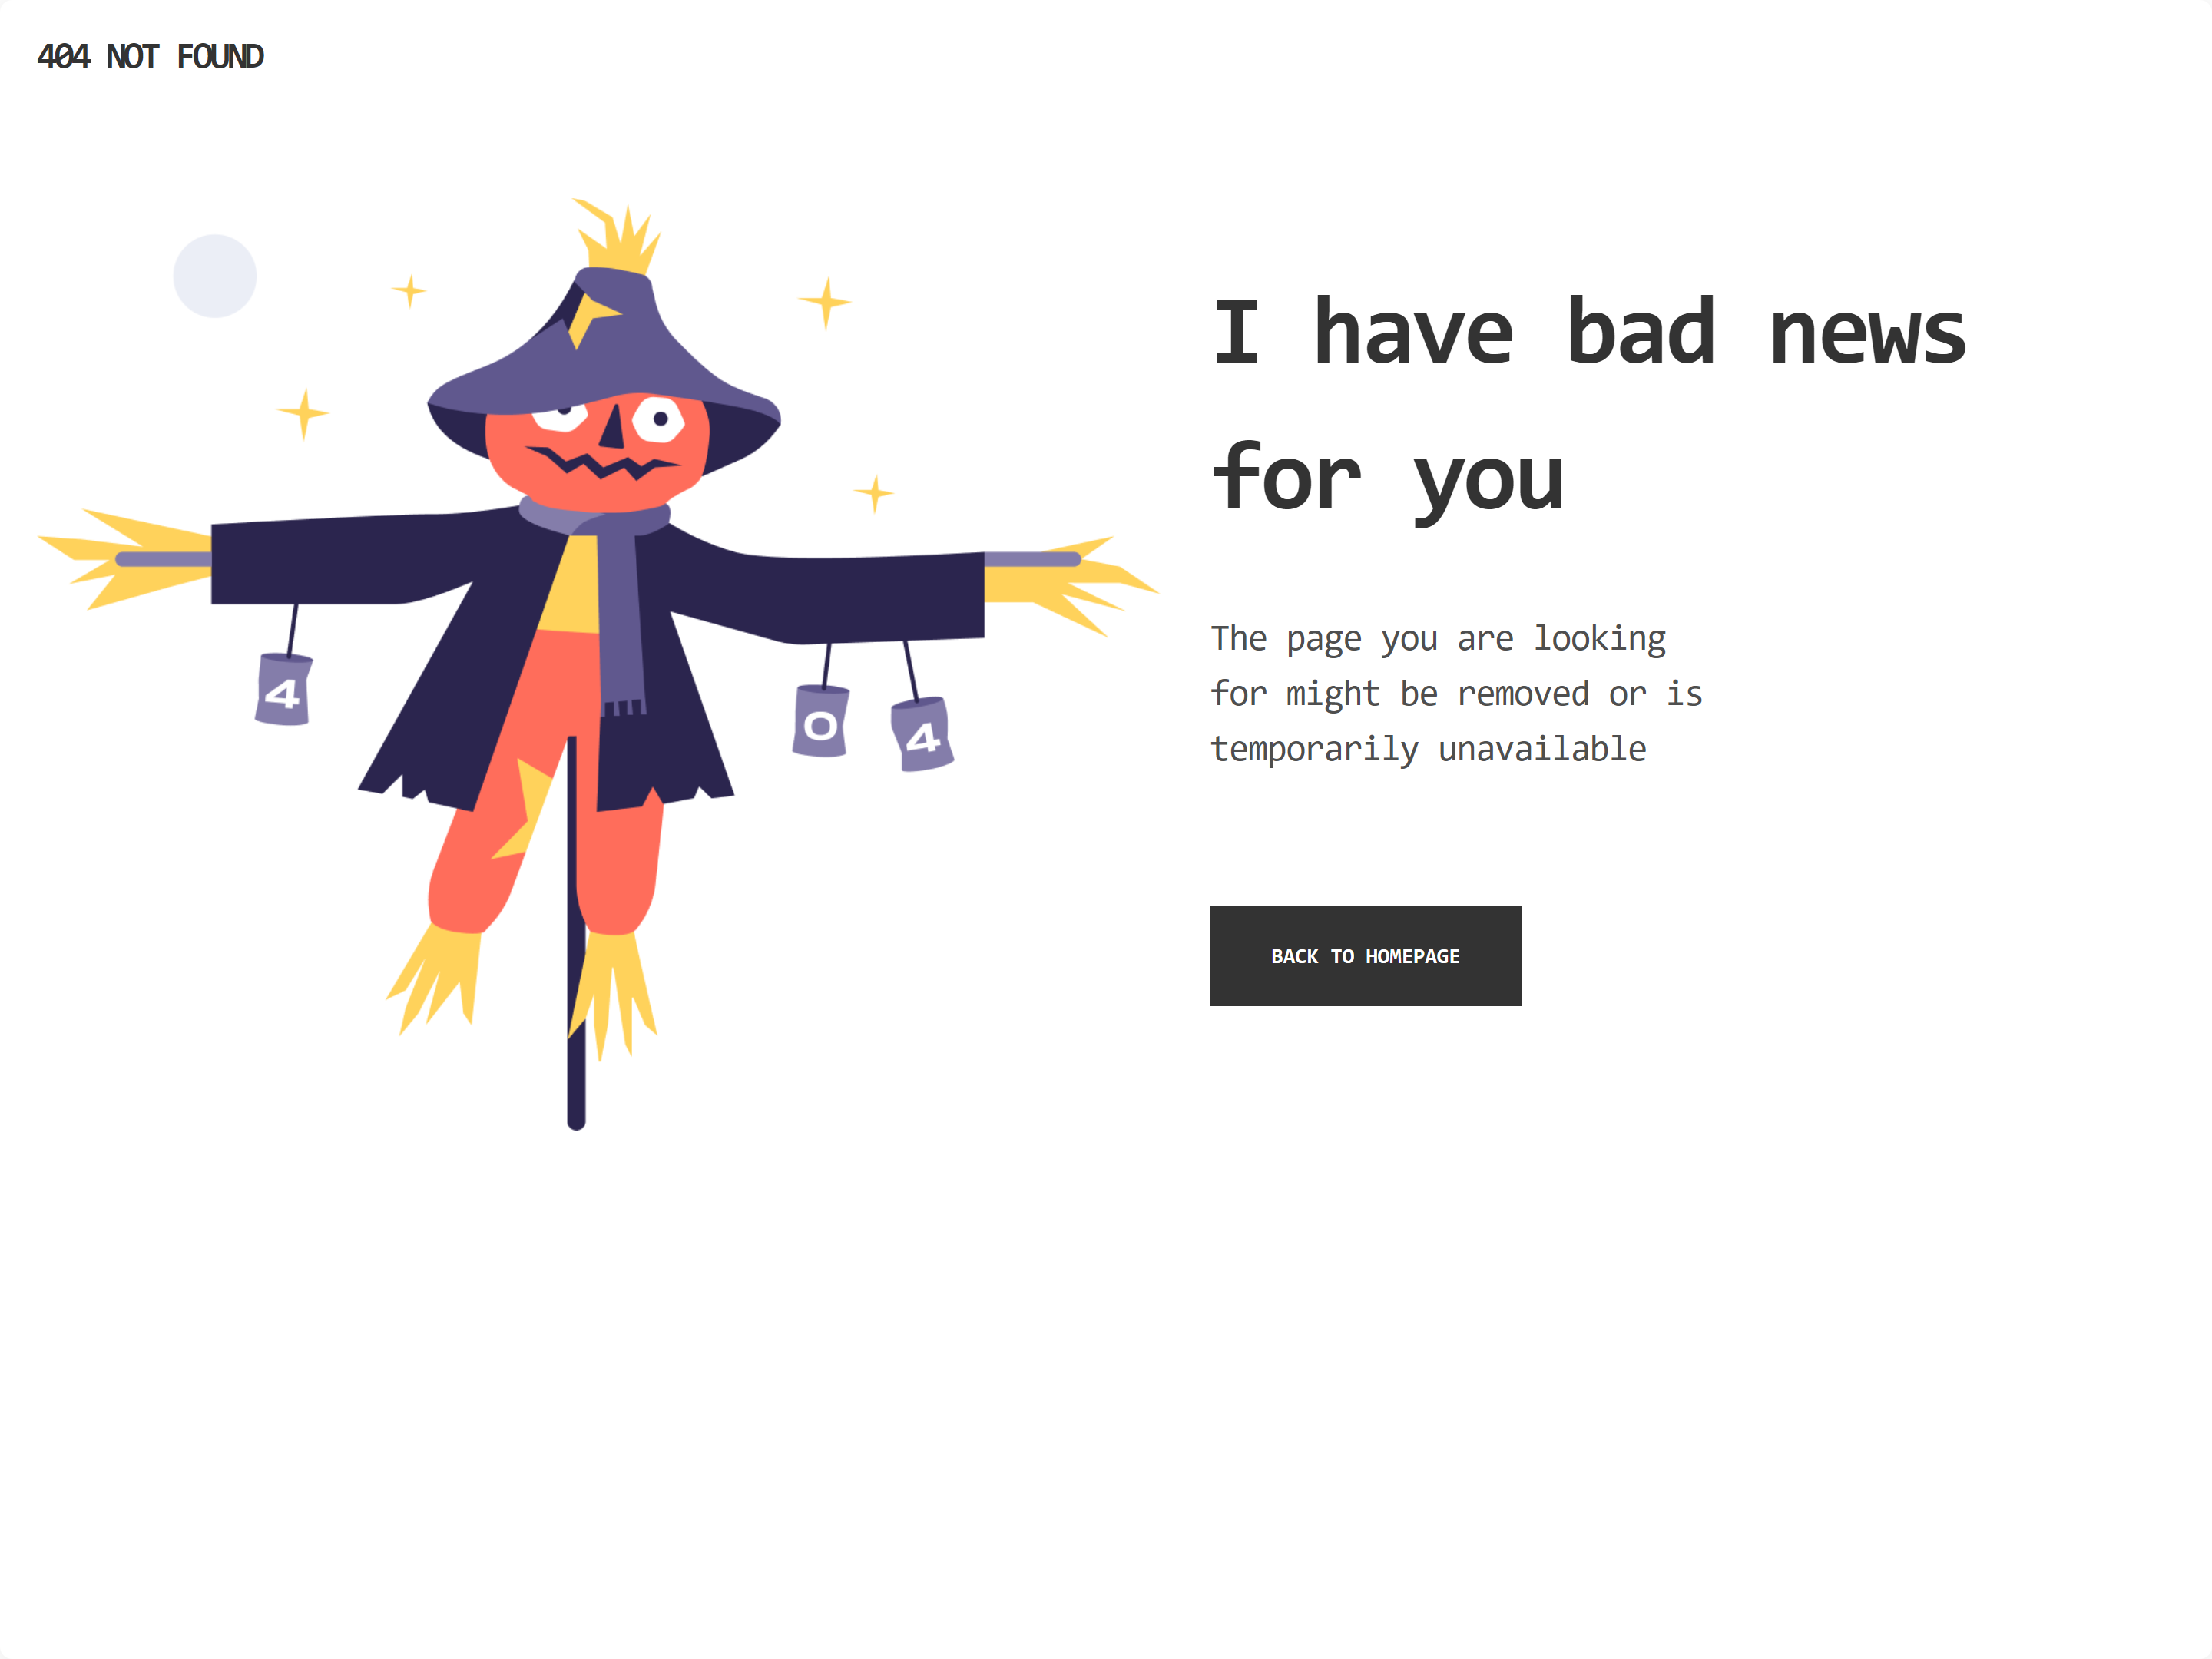 404 NOT FOUND
4
0
4
I have bad news
for you
The page you are looking
for might be removed or is
temporarily unavailable
BACK TO HOMEPAGE